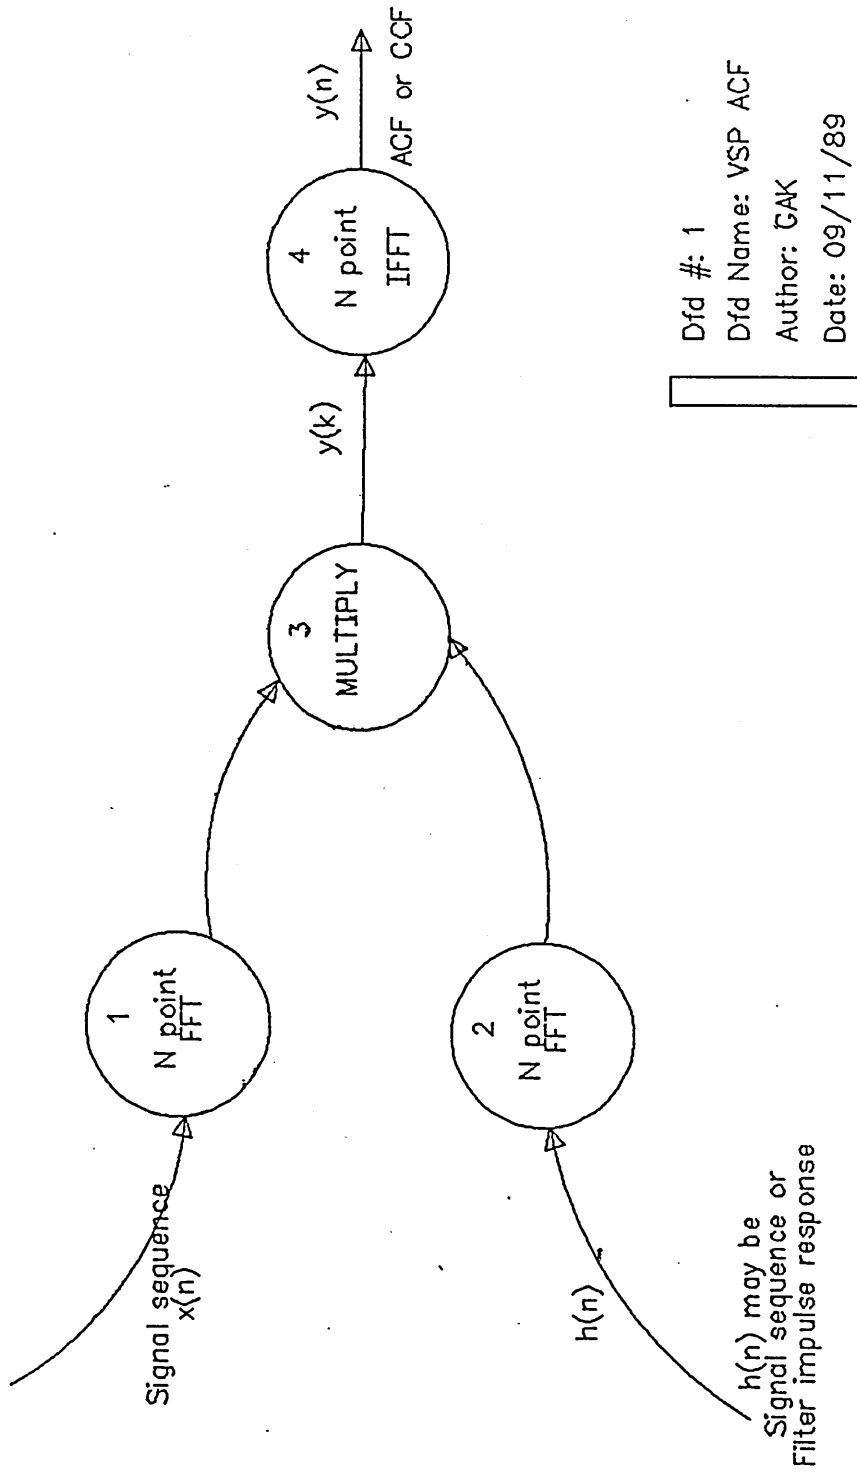 Signal sequence
x(n)
1
N point
FFT
h(n) may be
Signal sequence or
Filter impulse response
h(n)
2
N point
FFT
3
MULTIPLY
y(k)
4
N point
IFFT
y(n)
ACF or CCF
Dfd #: 1
Dfd Name: VSP ACF
Author: GAK
Date: 09/11/89